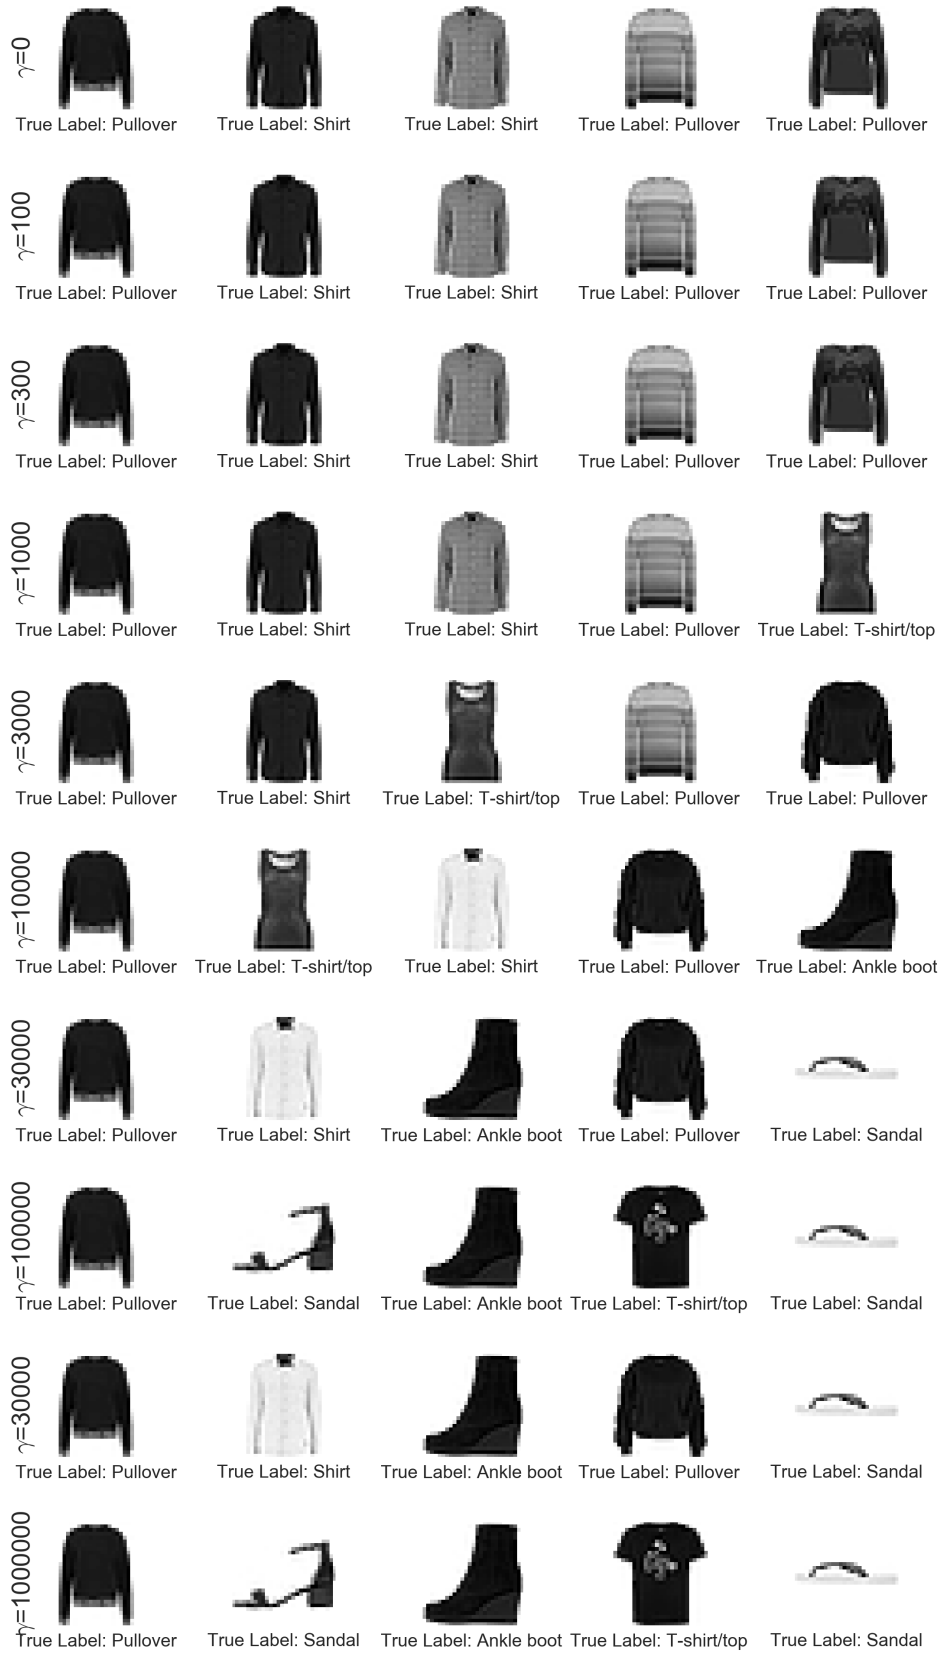 γ=0
True Label: Pullover True Label: Shirt True Label: Shirt True Label: Pullover True Label: Pullover
γ=100
True Label: Pullover True Label: Shirt True Label: Shirt True Label: Pullover True Label: Pullover
γ=300
True Label: Pullover True Label: Shirt True Label: Shirt True Label: Pullover True Label: Pullover
γ=1000
True Label: Pullover True Label: Shirt True Label: Shirt True Label: Pullover True Label: T-shirt/top
γ=3000
True Label: Pullover True Label: Shirt True Label: T-shirt/top True Label: Pullover True Label: Pullover
γ=10000
True Label: Pullover True Label: T-shirt/top True Label: Shirt True Label: Pullover True Label: Ankle boot
γ=30000
True Label: Pullover True Label: Shirt True Label: Ankle boot True Label: Pullover True Label: Sandal
γ=100000
True Label: Pullover True Label: Sandal True Label: Ankle boot True Label: T-shirt/top True Label: Sandal
γ=30000
True Label: Pullover True Label: Shirt True Label: Ankle boot True Label: Pullover True Label: Sandal
γ=1000000
True Label: Pullover True Label: Sandal True Label: Ankle boot True Label: T-shirt/top True Label: Sandal